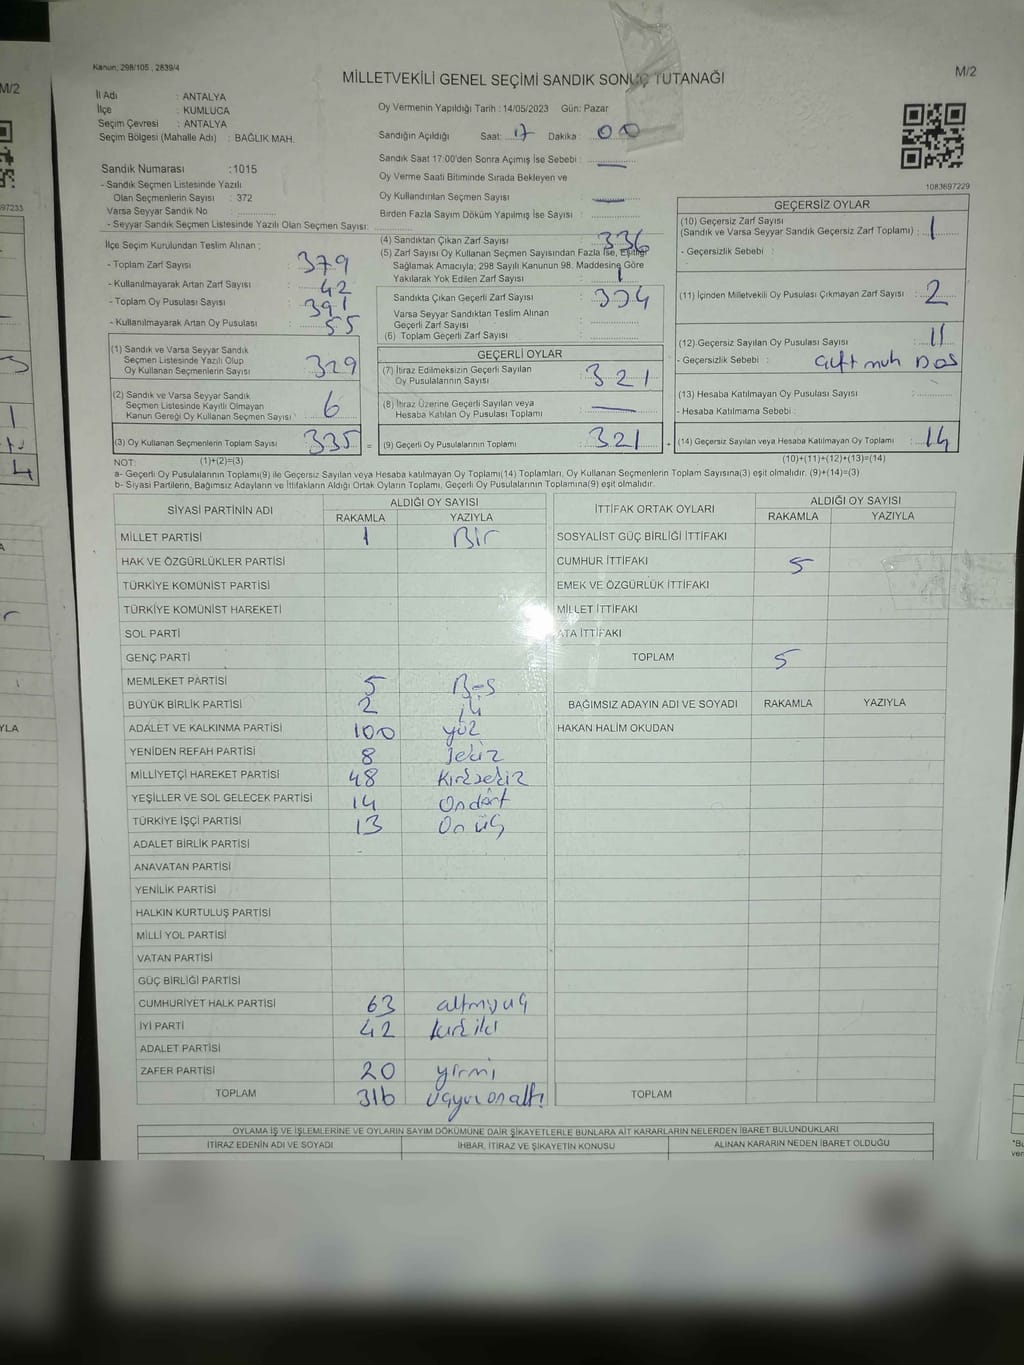 Kanun; 298/105 , 2839/4
MİLLETVEKİLİ GENEL SEÇİMİ SANDIK SONUÇ TUTANAĞI
M/2
İl Adı : ANTALYA
İlçe : KUMLUCA
Seçim Çevresi : ANTALYA
Seçim Bölgesi (Mahalle Adı) : BAĞLIK MAH.
Sandık Numarası :1015
- Sandık Seçmen Listesinde Yazılı
Olan Seçmenlerin Sayısı : 372
Varsa Seyyar Sandık No
- Seyyar Sandık Seçmen Listesinde Yazılı Olan Seçmen Sayısı:
Oy Vermenin Yapıldığı Tarih : 14/05/2023 Gün: Pazar
Sandığın Açıldığı Saat: 17 Dakika : 00
Sandık Saat 17:00'den Sonra Açımış İse Sebebi :
Oy Verme Saati Bitiminde Sırada Bekleyen ve
Oy Kullandırılan Seçmen Sayısı
Birden Fazla Sayım Döküm Yapılmış İse Sayısı :
1083697229
İlçe Seçim Kurulundan Teslim Alınan ;
- Toplam Zarf Sayısı : 379
- Kullanılmayarak Artan Zarf Sayısı : 42
- Toplam Oy Pusulası Sayısı : 391
- Kullanılmayarak Artan Oy Pusulası : 55
(4) Sandıktan Çıkan Zarf Sayısı : 336
(5) Zarf Sayısı Oy Kullanan Seçmen Sayısından Fazla İse, Eşitliği
Sağlamak Amacıyla; 298 Sayılı Kanunun 98. Maddesine Göre
Yakılarak Yok Edilen Zarf Sayısı : 1
Sandıkta Çıkan Geçerli Zarf Sayısı : 334
Varsa Seyyar Sandıktan Teslim Alınan
Geçerli Zarf Sayısı
(6) Toplam Geçerli Zarf Sayısı
GEÇERSİZ OYLAR
(10) Geçersiz Zarf Sayısı
(Sandık ve Varsa Seyyar Sandık Geçersiz Zarf Toplamı) : 1
- Geçersizlik Sebebi :
(11) İçinden Milletvekili Oy Pusulası Çıkmayan Zarf Sayısı : 2
(12) Geçersiz Sayılan Oy Pusulası Sayısı : 11
- Geçersizlik Sebebi : çift muh Bos
(13) Hesaba Katılmayan Oy Pusulası Sayısı
- Hesaba Katılmama Sebebi :
(14) Geçersiz Sayılan veya Hesaba Katılmayan Oy Toplamı : 14
(10)+(11)+(12)+(13)=(14)
(1) Sandık ve Varsa Seyyar Sandık
Seçmen Listesinde Yazılı Olup
Oy Kullanan Seçmenlerin Sayısı : 329
(2) Sandık ve Varsa Seyyar Sandık
Seçmen Listesinde Kayıtlı Olmayan
Kanun Gereği Oy Kullanan Seçmen Sayısı : 6
(3) Oy Kullanan Seçmenlerin Toplam Sayısı : 335
(1)+(2)=(3)
GEÇERLİ OYLAR
(7) İtiraz Edilmeksizin Geçerli Sayılan
Oy Pusulalarının Sayısı : 321
(8) İtiraz Üzerine Geçerli Sayılan veya
Hesaba Katılan Oy Pusulası Toplamı
= (9) Geçerli Oy Pusulalarının Toplamı : 321
NOT:
a- Geçerli Oy Pusulalarının Toplamı(9) ile Geçersiz Sayılan veya Hesaba katılmayan Oy Toplamı(14) Toplamları, Oy Kullanan Seçmenlerin Toplam Sayısına(3) eşit olmalıdır. (9)+(14)=(3)
b- Siyasi Partilerin, Bağımsız Adayların ve İttifakların Aldığı Ortak Oyların Toplamı, Geçerli Oy Pusulalarının Toplamına(9) eşit olmalıdır.
SİYASİ PARTİNİN ADI ALDIĞI OY SAYISI
RAKAMLA YAZIYLA
MİLLET PARTİSİ 1 Bir
HAK VE ÖZGÜRLÜKLER PARTİSİ
TÜRKİYE KOMÜNİST PARTİSİ
TÜRKİYE KOMÜNİST HAREKETİ
SOL PARTİ
GENÇ PARTİ
MEMLEKET PARTİSİ 5 Bes
BÜYÜK BİRLİK PARTİSİ 2 iki
ADALET VE KALKINMA PARTİSİ 100 yüz
YENİDEN REFAH PARTİSİ 8 Sekiz
MİLLİYETÇİ HAREKET PARTİSİ 48 Kırksekiz
YEŞİLLER VE SOL GELECEK PARTİSİ 14 Ondört
TÜRKİYE İŞÇİ PARTİSİ 13 On üç
ADALET BİRLİK PARTİSİ
ANAVATAN PARTİSİ
YENİLİK PARTİSİ
HALKIN KURTULUŞ PARTİSİ
MİLLİ YOL PARTİSİ
VATAN PARTİSİ
GÜÇ BİRLİĞİ PARTİSİ
CUMHURİYET HALK PARTİSİ 63 altmışüç
İYİ PARTİ 42 kırkiki
ADALET PARTİSİ
ZAFER PARTİSİ 20 yirmi
TOPLAM 316 üçyüzonaltı
İTTİFAK ORTAK OYLARI ALDIĞI OY SAYISI
RAKAMLA YAZIYLA
SOSYALİST GÜÇ BİRLİĞİ İTTİFAKI
CUMHUR İTTİFAKI 5
EMEK VE ÖZGÜRLÜK İTTİFAKI
MİLLET İTTİFAKI
ATA İTTİFAKI
TOPLAM 5
BAĞIMSIZ ADAYIN ADI VE SOYADI RAKAMLA YAZIYLA
HAKAN HALİM OKUDAN
TOPLAM
OYLAMA İŞ VE İŞLEMLERİNE VE OYLARIN SAYIM DÖKÜMÜNE DAİR ŞİKAYETLERLE BUNLARA AİT KARARLARIN NELERDEN İBARET BULUNDUKLARI
İTİRAZ EDENİN ADI VE SOYADI İHBAR, İTİRAZ VE ŞİKAYETİN KONUSU ALINAN KARARIN NEDEN İBARET OLDUĞU